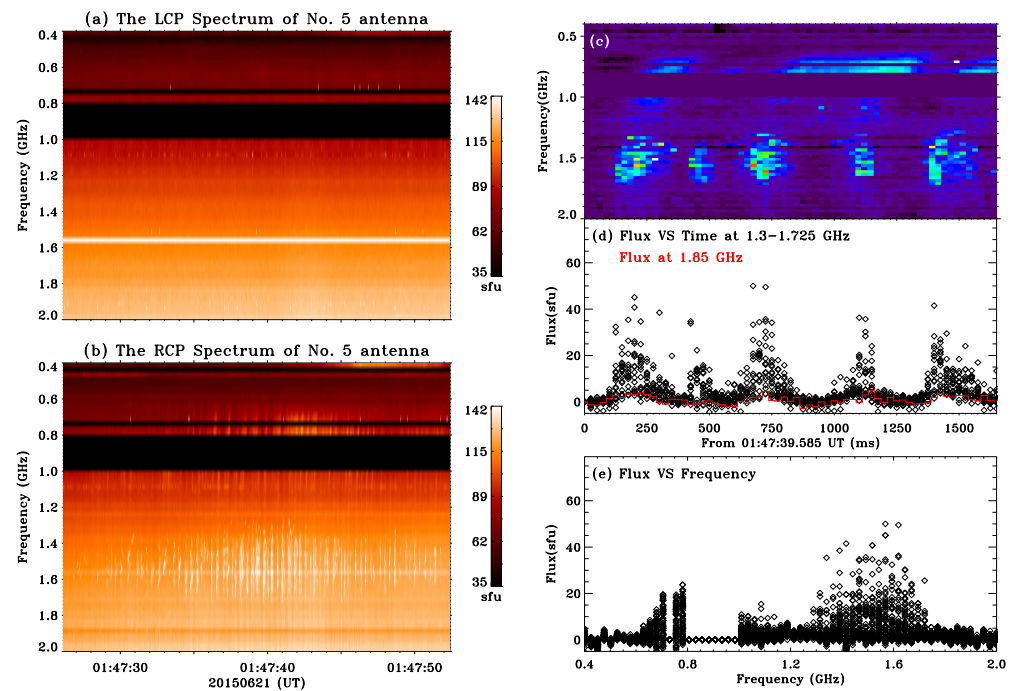 (a) The LCP Spectrum of No. 5 antenna
0.4
0.6
0.8
1.0
1.2
1.4
1.6
1.8
2.0
Frequency (GHz)
142
115
89
62
35
sfu
(b) The RCP Spectrum of No. 5 antenna
0.4
0.6
0.8
1.0
1.2
1.4
1.6
1.8
2.0
Frequency (GHz)
142
115
89
62
35
sfu
01:47:30 01:47:40 01:47:50
20150621 (UT)
(c)
0.5
1.0
1.5
2.0
Frequency(GHz)
(d) Flux VS Time at 1.3-1.725 GHz
Flux at 1.85 GHz
60
40
20
0
Flux(sfu)
0 250 500 750 1000 1250 1500
From 01:47:39.585 UT (ms)
(e) Flux VS Frequency
60
40
20
0
Flux(sfu)
0.4 0.8 1.2 1.6 2.0
Frequency (GHz)